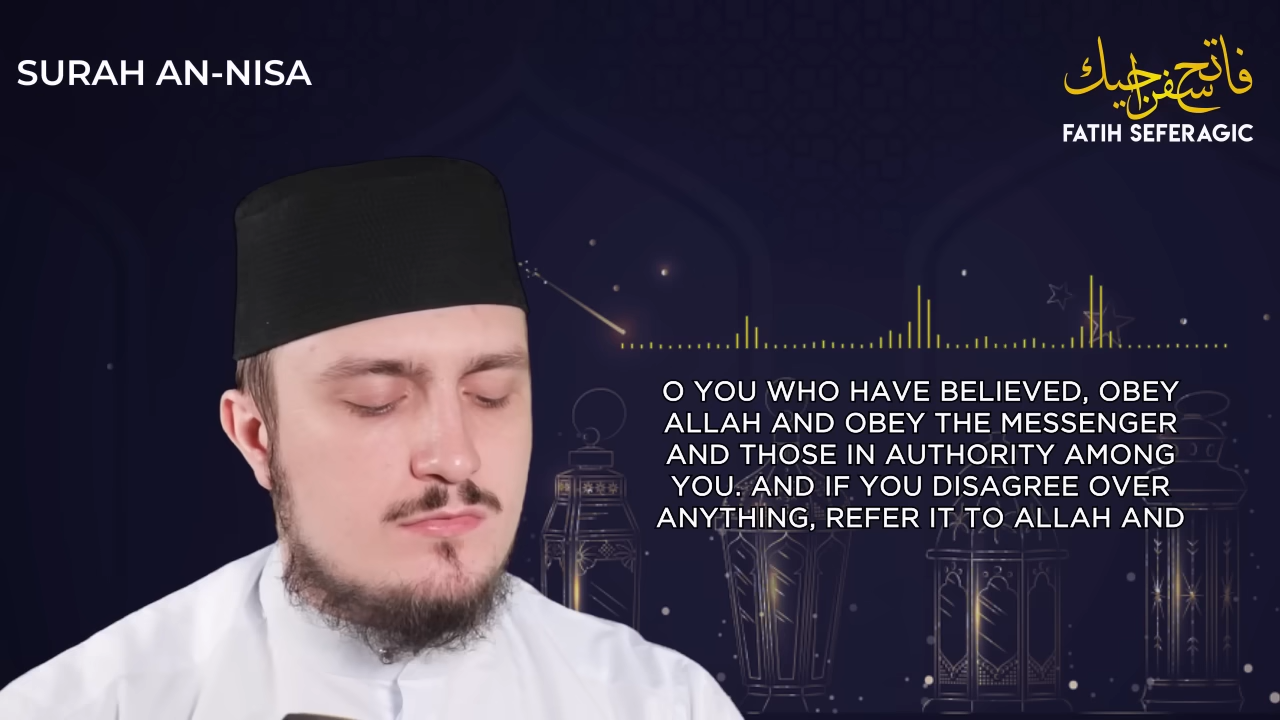 SURAH AN-NISA
فاتح سفراجيك
FATIH SEFERAGIC
O YOU WHO HAVE BELIEVED, OBEY
ALLAH AND OBEY THE MESSENGER
AND THOSE IN AUTHORITY AMONG
YOU. AND IF YOU DISAGREE OVER
ANYTHING, REFER IT TO ALLAH AND